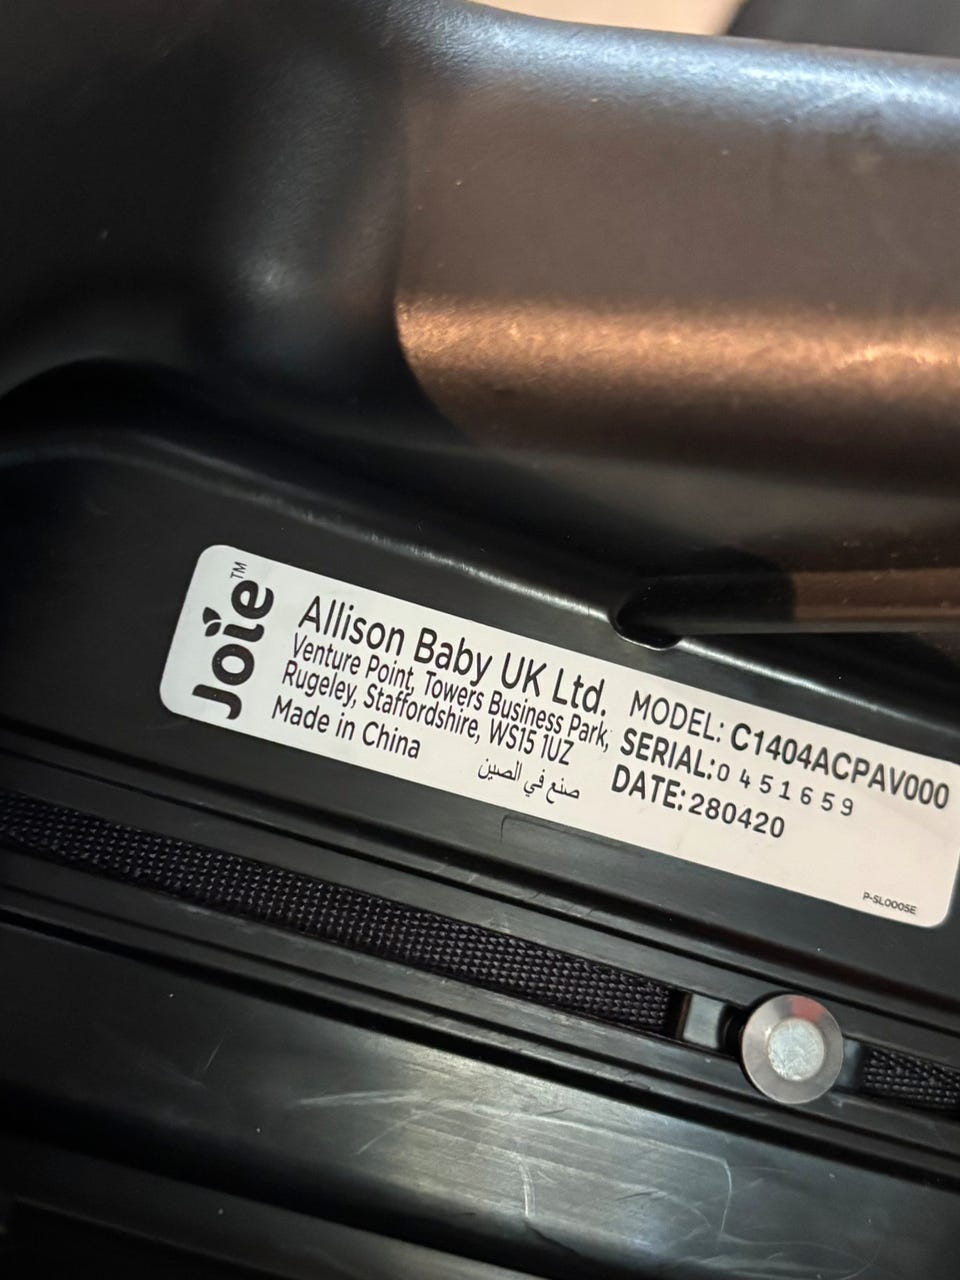 Joie™
Allison Baby UK Ltd.
Venture Point, Towers Business Park,
Rugeley, Staffordshire, WS15 1UZ
Made in China
صنع في الصين
MODEL: C1404ACPAV000
SERIAL: 0451659
DATE: 280420
P-SL0005E